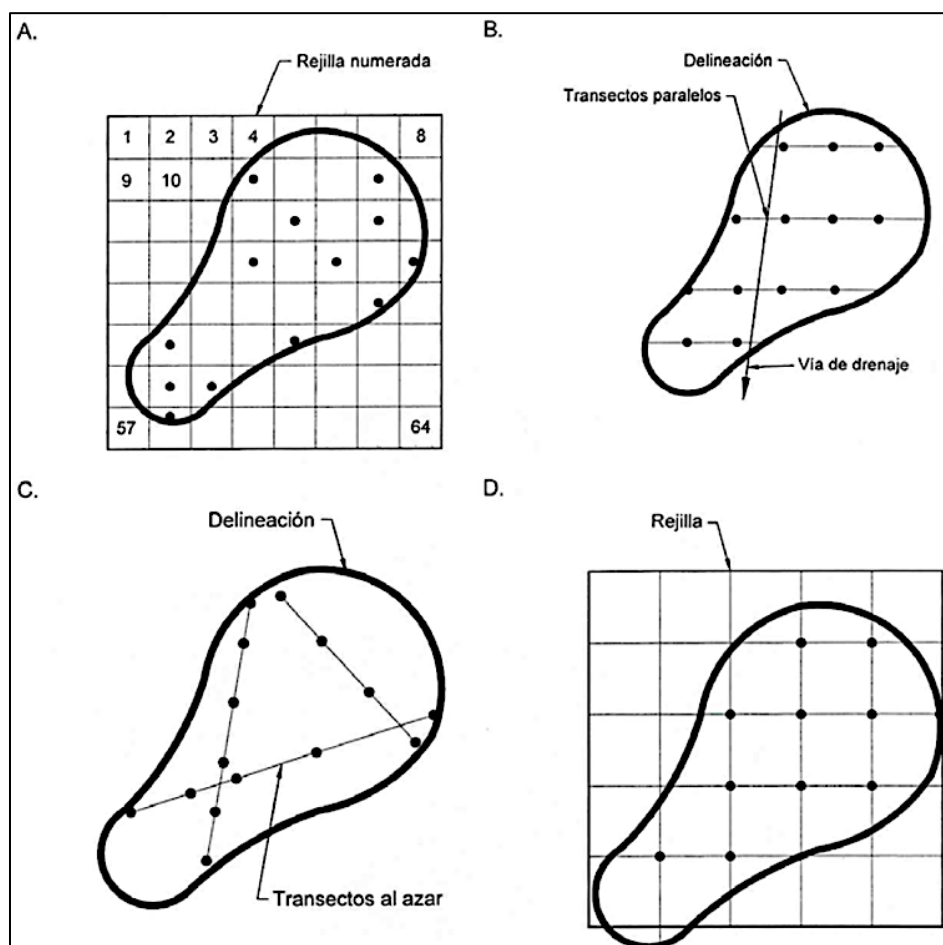 A.
Rejilla numerada
1 2 3 4 8
9 10
57 64
B.
Delineación
Transectos paralelos
Vía de drenaje
C.
Delineación
Transectos al azar
D.
Rejilla